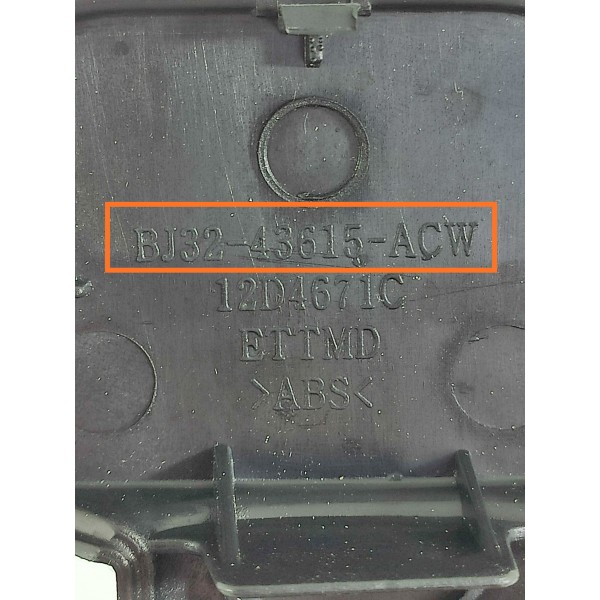 BJ32-43615-ACW
12D4671C
ETTMD
>ABS<